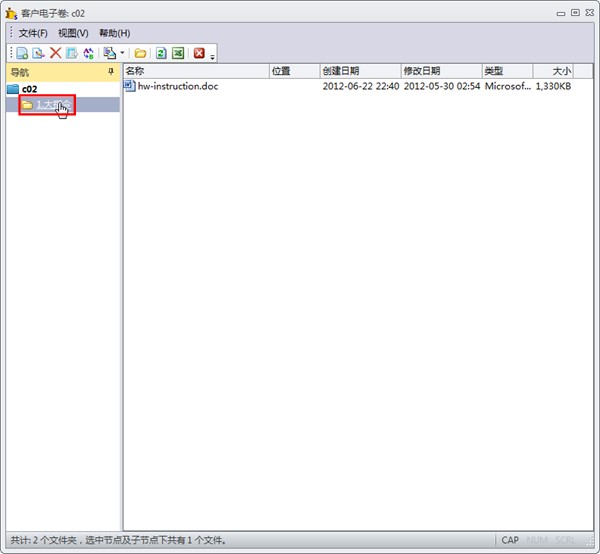 客户电子卷: c02
文件(F) 视图(V) 帮助(H)
导航
c02
1.大
名称 位置 创建日期 修改日期 类型 大小
hw-instruction.doc 2012-06-22 22:40 2012-05-30 02:54 Microsof... 1,330KB
共计: 2 个文件夹，选中节点及子节点下共有 1 个文件。 CAP NUM SCRL